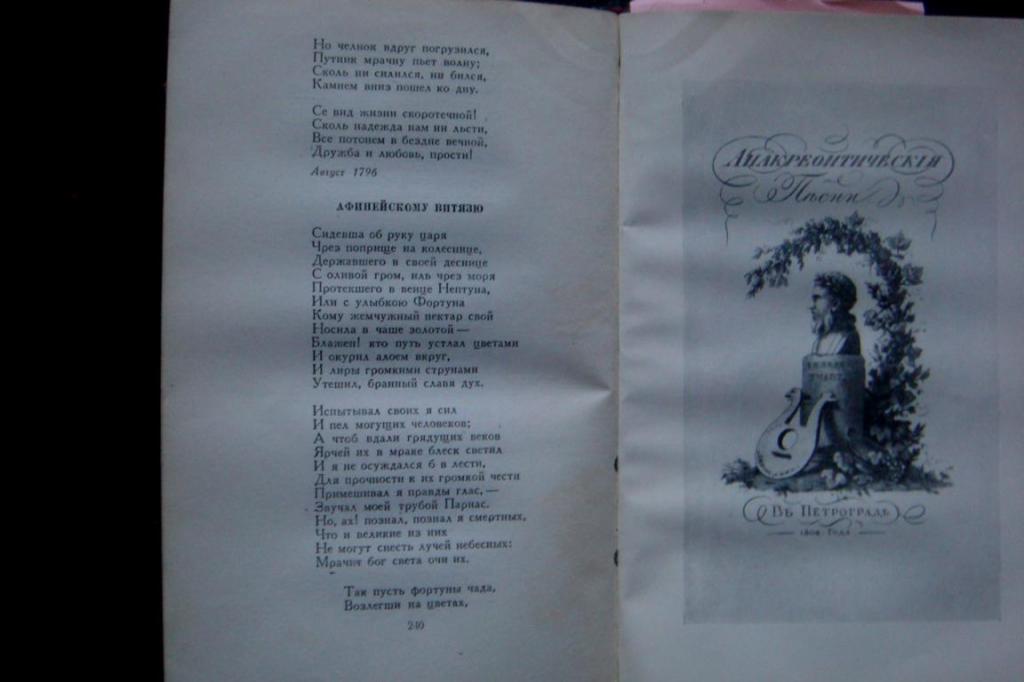 Но челнок вдруг погрузился,
Путник мрачну пьет волну;
Сколь ни силился, ни бился,
Камнем вниз пошел ко дну.
Се вид жизни скоротечной!
Сколь надежда нам ни льсти,
Все потонем в бездне вечной,
Дружба и любовь, прости!
Август 1796
АФИНЕЙСКОМУ ВИТЯЗЮ
Сидевша об руку царя
Чрез поприще на колеснице,
Державшего в своей деснице
С оливой гром, иль чрез моря
Протекшего в венце Нептуна,
Или с улыбкою Фортуна
Кому жемчужный нектар свой
Носила в чаше золотой —
Блажен! кто путь устлал цветами
И окурил алоем вкруг,
И лиры громкими струнами
Утешил, бранный славя дух.
Испытывал своих я сил
И пел могущих человеков;
А чтоб вдали грядущих веков
Ярчей их в мраке блеск светил
И я не осуждался б в лести,
Для прочности к их громкой чести
Примешивал я правды глас, —
Звучал моей трубой Парнас.
Но, ах! познал, познал я смертных,
Что и великие из них
Не могут снесть лучей небесных:
Мрачит бог света очи их.
Так пусть фортуны чада,
Возлегши на цветах,
240
Анакреонтическія
Пѣсни
Въ Петроградѣ
1804 года